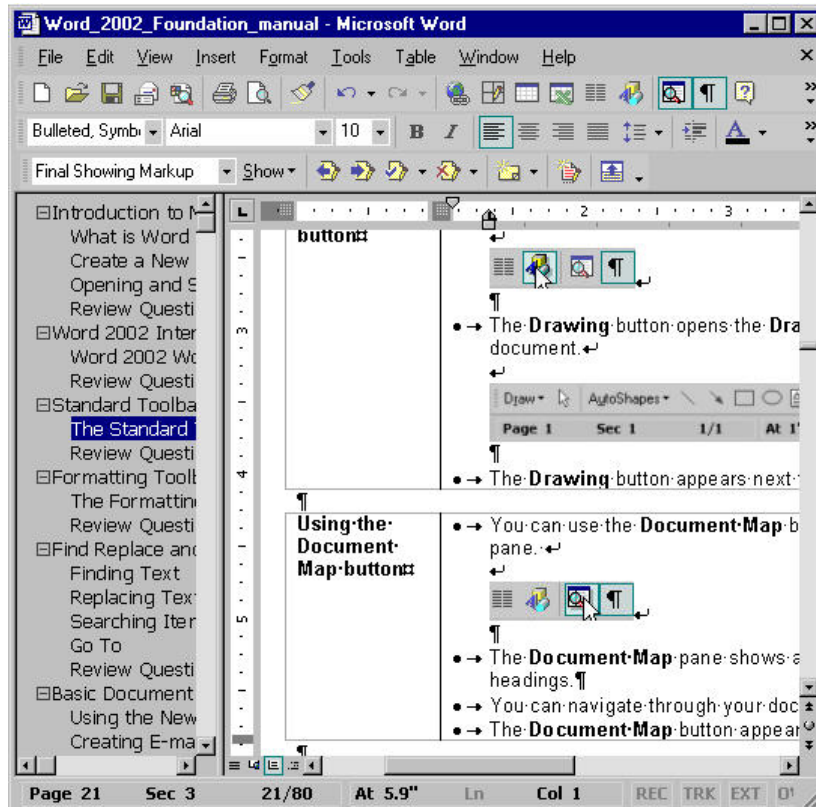 Word_2002_Foundation_manual - Microsoft Word
File Edit View Insert Format Tools Table Window Help
Bulleted, Symb Arial 10 B I A
Final Showing Markup Show
Introduction to
What is Word
Create a New
Opening and
Review Questi
Word 2002 Inter
Word 2002 Wo
Review Questi
Standard Toolba
The Standard
Review Questi
Formatting Toolb
The Formattin
Review Questi
Find Replace and
Finding Text
Replacing Tex
Searching Iter
Go To
Review Questi
Basic Document
Using the New
Creating E-ma
L 2 3
3
4
5
button¤
¶
¶
The Drawing button opens the Dra
document.
Draw AutoShapes
Page 1 Sec 1 1/1 At 1"
¶
The Drawing button appears next
¶
Using the
Document
Map button¤
You can use the Document Map b
pane.
¶
¶
The Document Map pane shows a
headings.¶
You can navigate through your doc
The Document Map button appear
¶
Page 21 Sec 3 21/80 At 5.9" Ln Col 1 REC TRK EXT